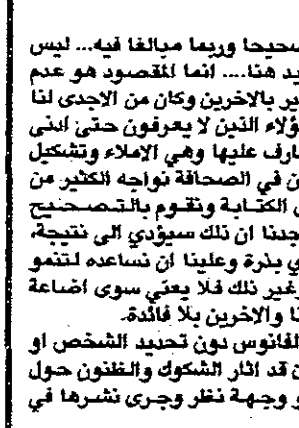 صحيحا وربما مبالغا فيه... ليس
يد هنا.... انما المقصود هو عدم
ير بالاخرين وكان من الاجدى لنا
ؤلاء الذين لا يعرفون حتى ادنى
ارف عليها وهي الاملاء وتشكيل
ن في الصحافة نواجه الكثير من
ي الكتابة ونقوم بالتصحيح
جدنا ان ذلك سيؤدي الى نتيجة،
ي بذرة وعلينا ان نساعده لتنمو
غير ذلك فلا يعني سوى اضاعة
نا والاخرين بلا فائدة.
لفانوس دون تحديد الشخص او
ن قد اثار الشكوك والظنون حول
و وجهة نظر وجرى نشرها في